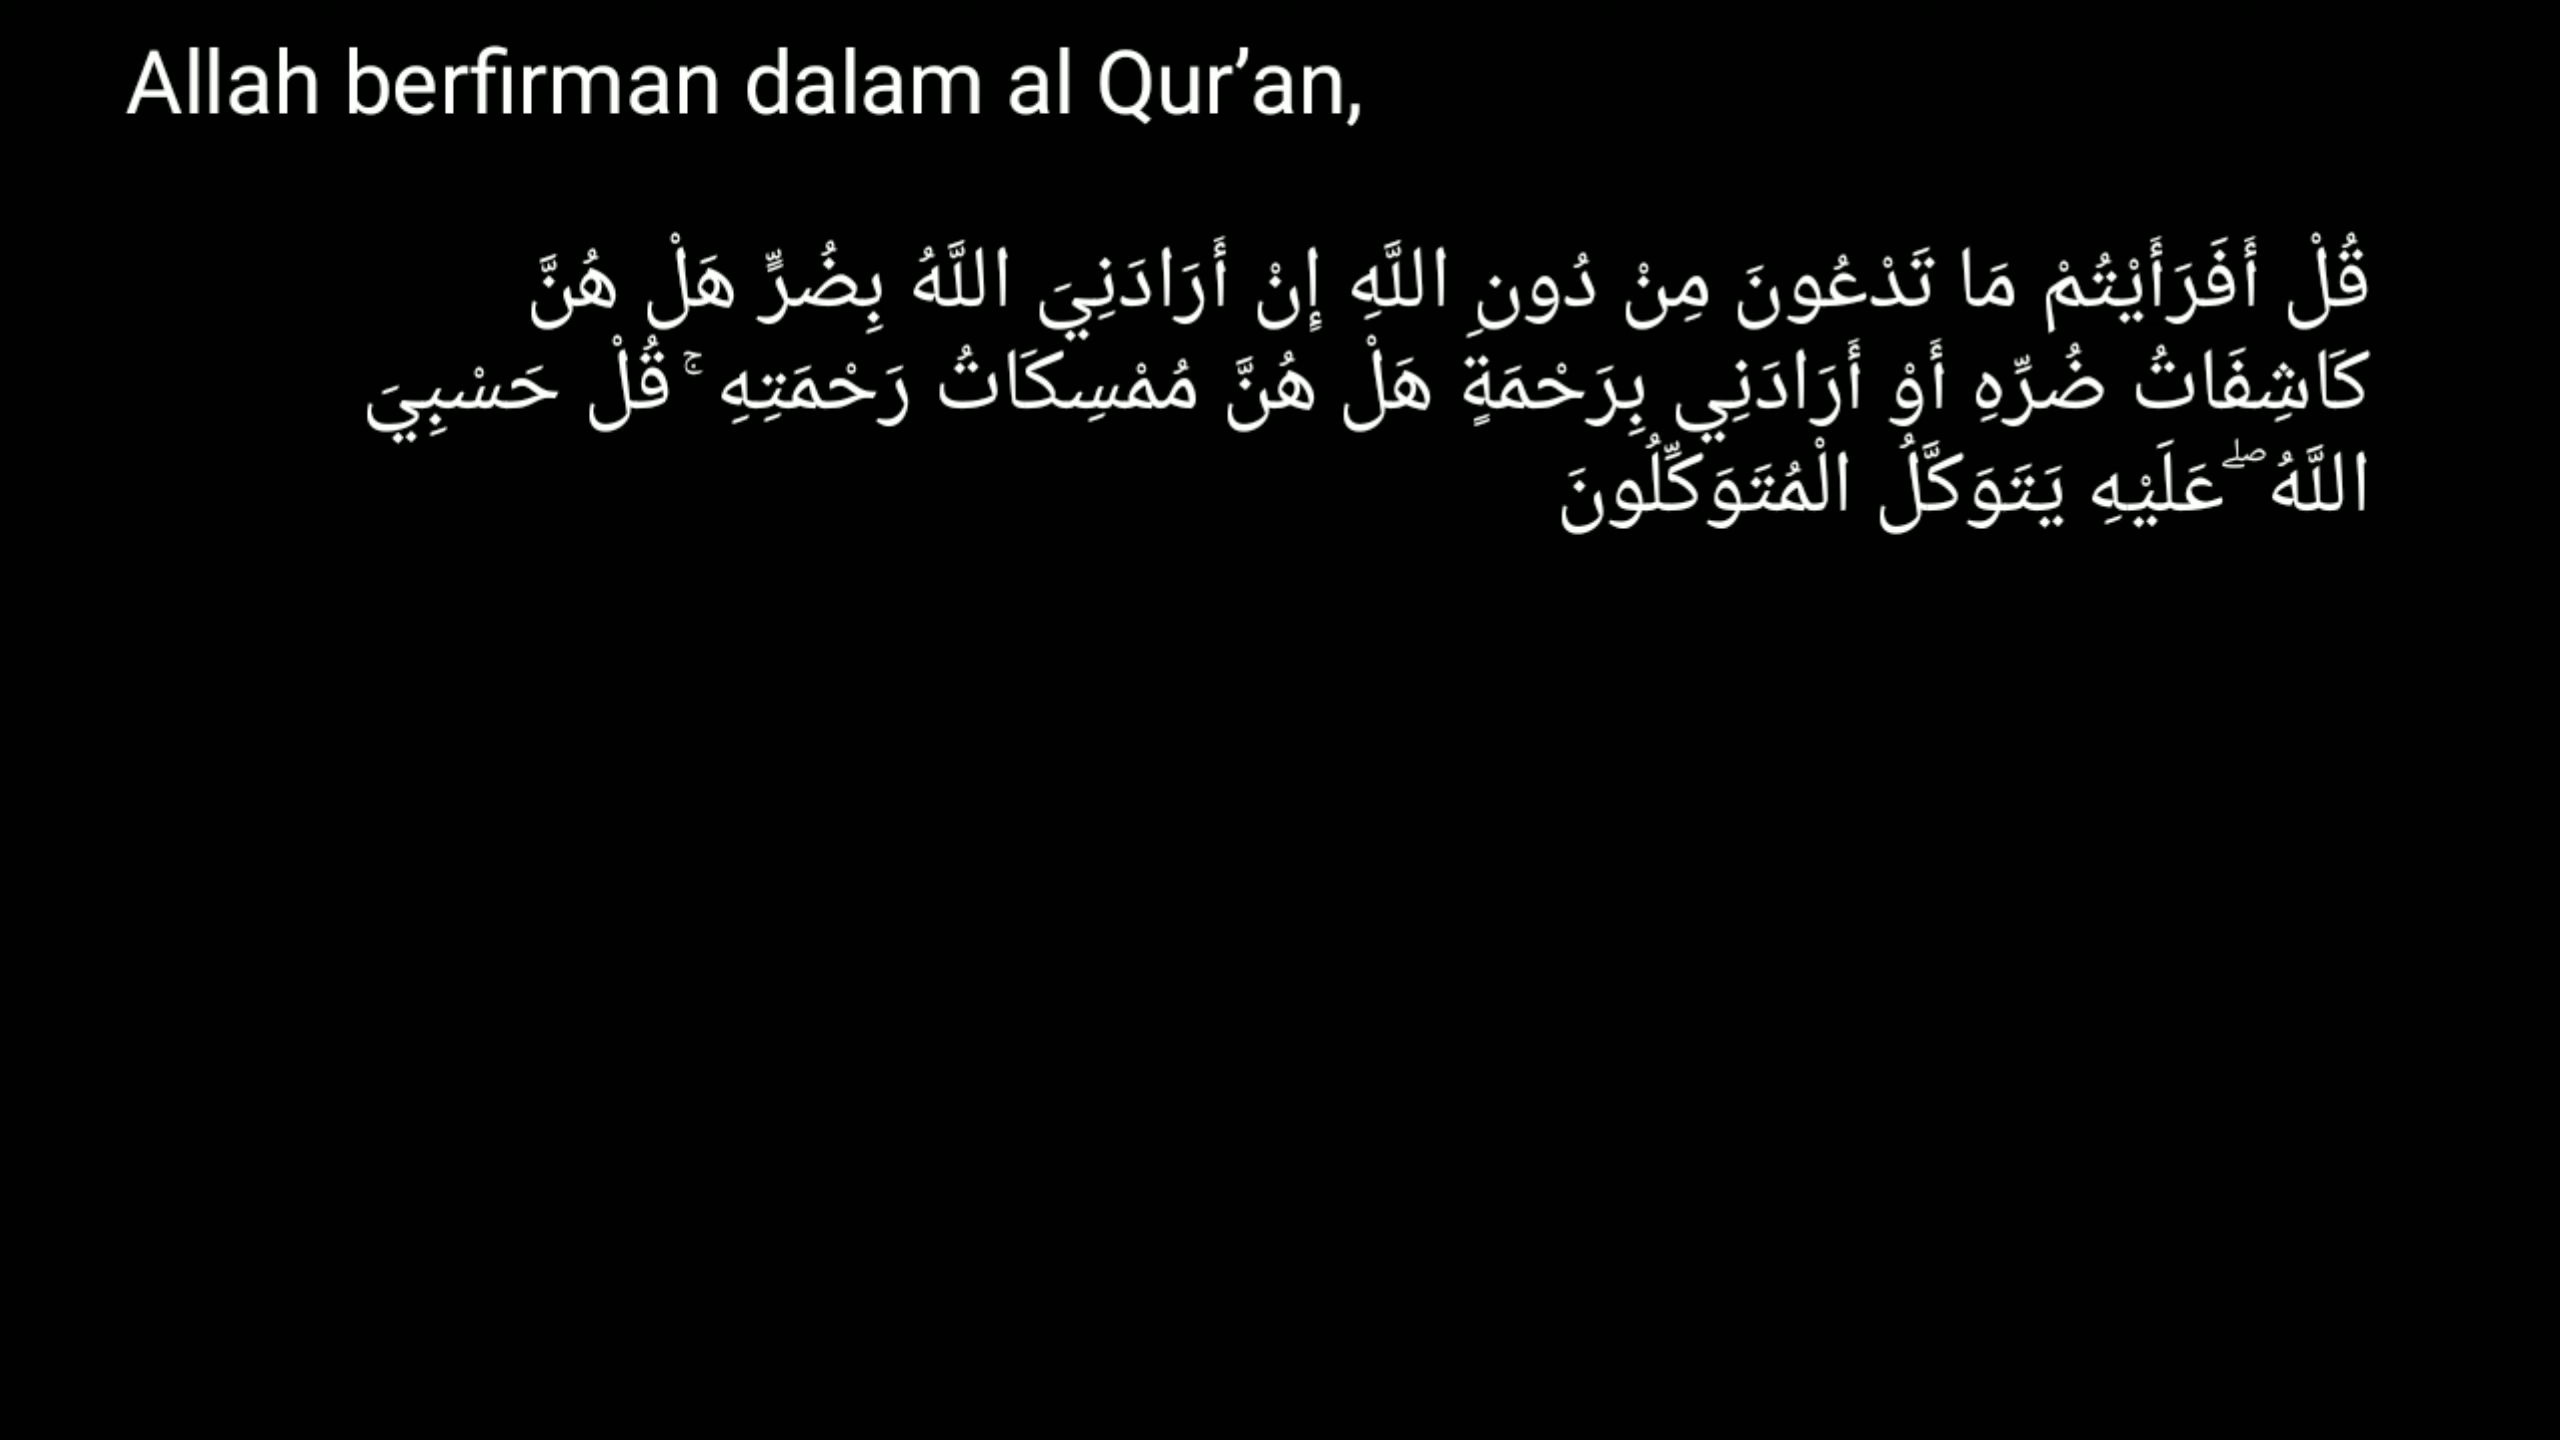 Allah berfirman dalam al Qur’an,
قُلْ أَفَرَأَيْتُمْ مَا تَدْعُونَ مِنْ دُونِ اللَّهِ إِنْ أَرَادَنِيَ اللَّهُ بِضُرٍّ هَلْ هُنَّ
كَاشِفَاتُ ضُرِّهِ أَوْ أَرَادَنِي بِرَحْمَةٍ هَلْ هُنَّ مُمْسِكَاتُ رَحْمَتِهِ ۚ قُلْ حَسْبِيَ
اللَّهُ ۖ عَلَيْهِ يَتَوَكَّلُ الْمُتَوَكِّلُونَ